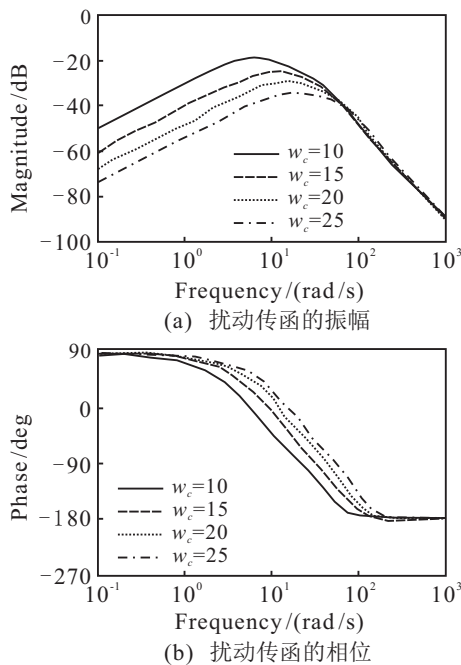 0
−20
−40
−60
−80
−100
Magnitude/dB
w_c=10
w_c=15
w_c=20
w_c=25
10^-1 10^0 10^1 10^2 10^3
Frequency/(rad/s)
(a) 扰动传函的振幅
90
0
−90
−180
−270
Phase/deg
w_c=10
w_c=15
w_c=20
w_c=25
10^-1 10^0 10^1 10^2 10^3
Frequency/(rad/s)
(b) 扰动传函的相位